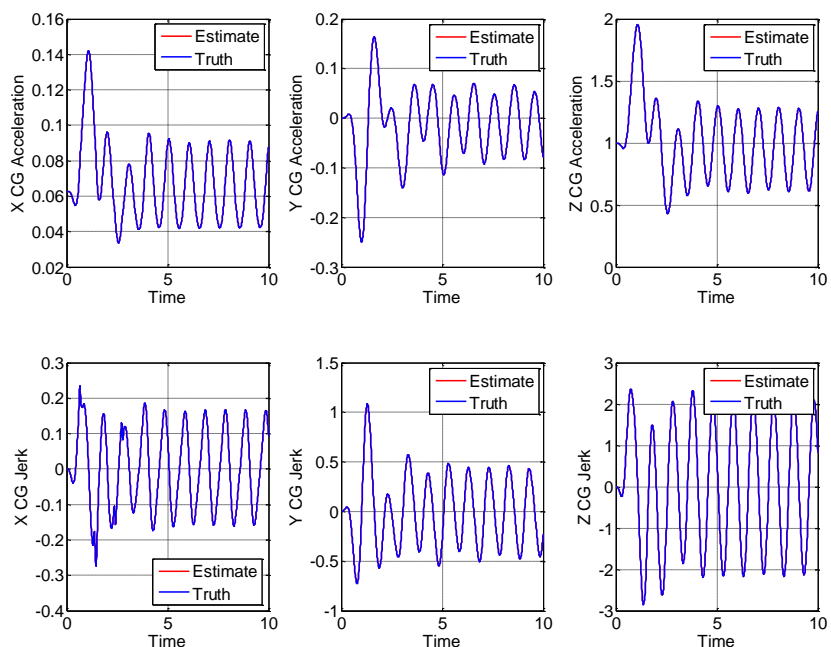 0.16
0.14
0.12
0.1
0.08
0.06
0.04
0.02
0
5
10
X CG Acceleration
Time
Estimate
Truth
0.2
0.1
0
-0.1
-0.2
-0.3
0
5
10
Y CG Acceleration
Time
Estimate
Truth
2
1.5
1
0.5
0
0
5
10
Z CG Acceleration
Time
Estimate
Truth
0.3
0.2
0.1
0
-0.1
-0.2
-0.3
-0.4
0
5
10
X CG Jerk
Time
Estimate
Truth
1.5
1
0.5
0
-0.5
-1
0
5
10
Y CG Jerk
Time
Estimate
Truth
3
2
1
0
-1
-2
-3
0
5
10
Z CG Jerk
Time
Estimate
Truth